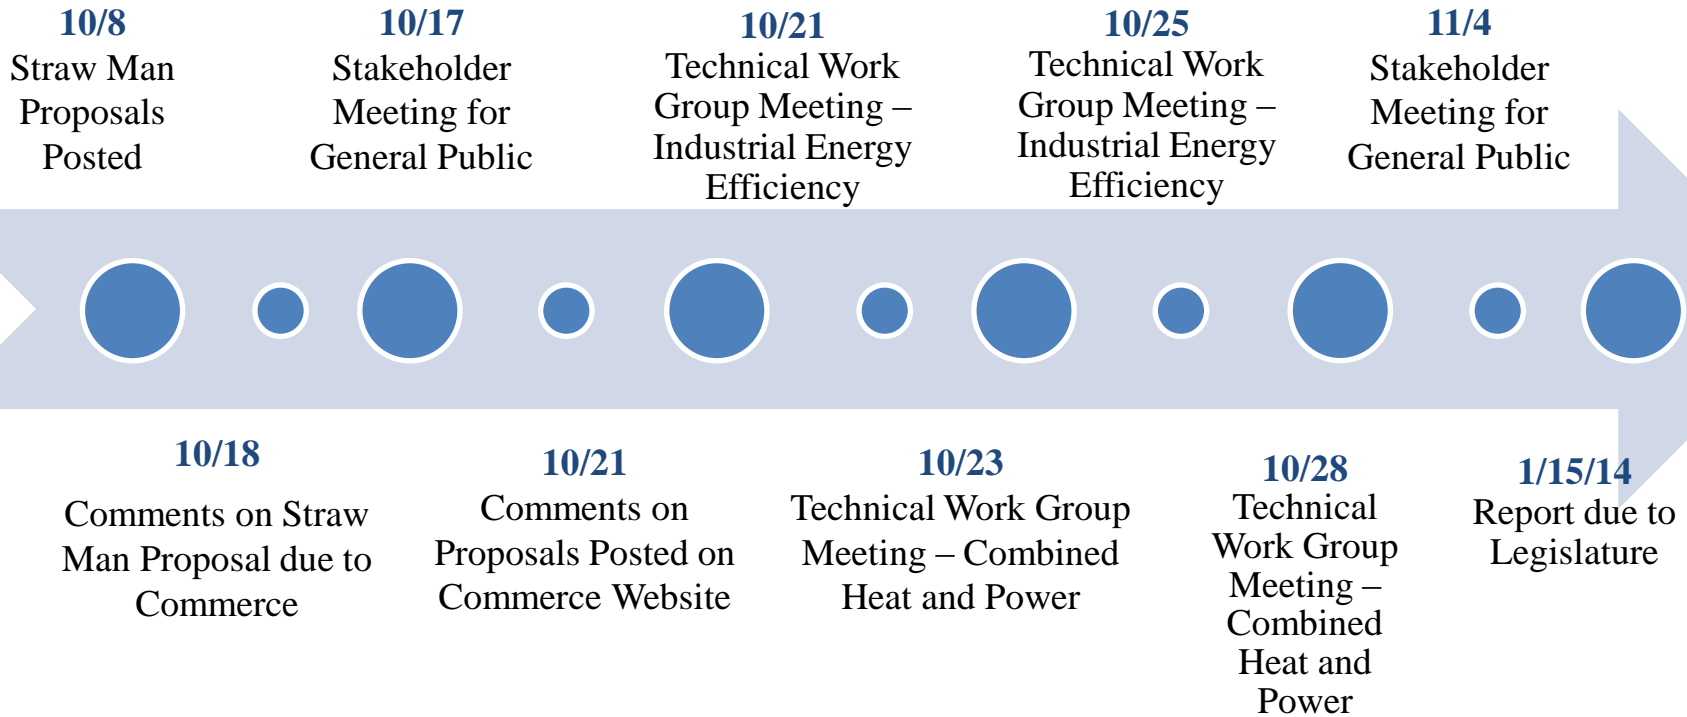 10/8
Straw Man
Proposals
Posted
10/17
Stakeholder
Meeting for
General Public
10/21
Technical Work
Group Meeting –
Industrial Energy
Efficiency
10/25
Technical Work
Group Meeting –
Industrial Energy
Efficiency
11/4
Stakeholder
Meeting for
General Public
10/18
Comments on Straw
Man Proposal due to
Commerce
10/21
Comments on
Proposals Posted on
Commerce Website
10/23
Technical Work Group
Meeting – Combined
Heat and Power
10/28
Technical
Work Group
Meeting –
Combined
Heat and
Power
1/15/14
Report due to
Legislature